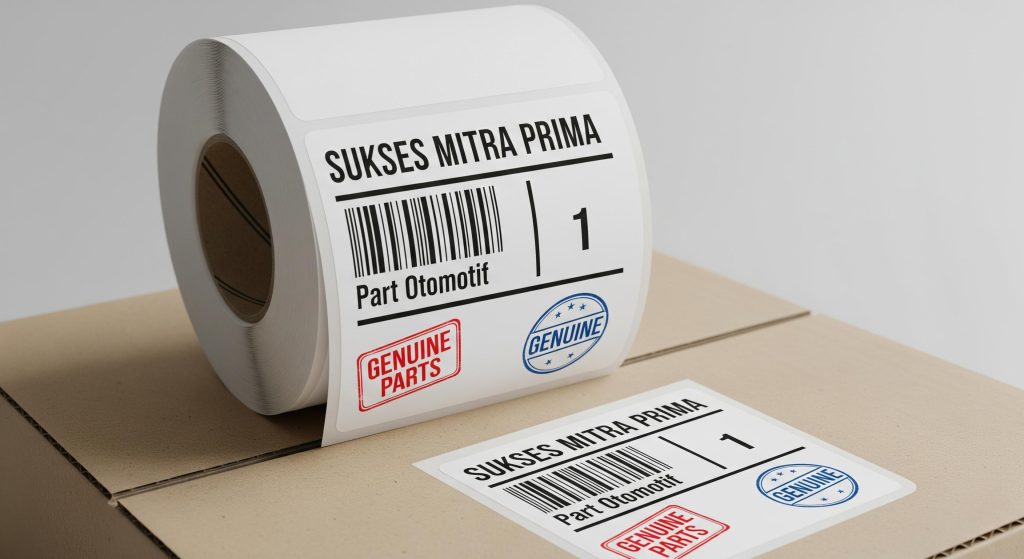 SUKSES MITRA PRIMA
1
Part Otomotif
GENUINE
PARTS
GENUINE
SUKSES MITRA PRIMA
1
Part Otomotif
GENUINE
PARTS
GENUINE